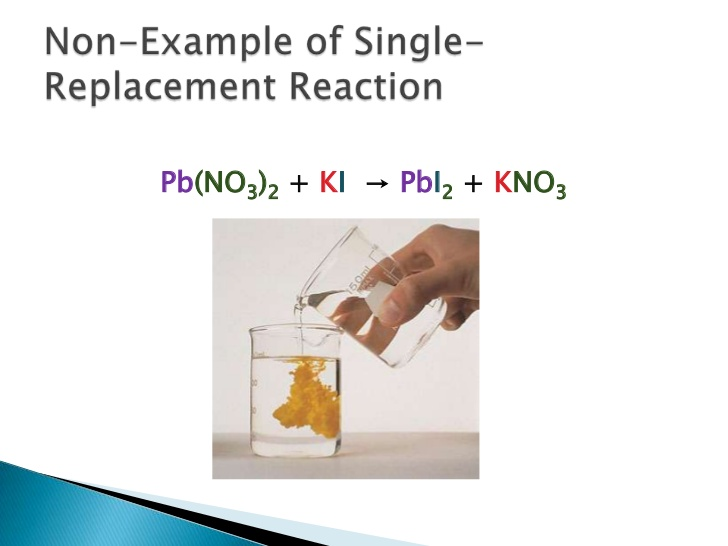 Non-Example of Single-
Replacement Reaction
Pb(NO₃)₂ + KI → PbI₂ + KNO₃